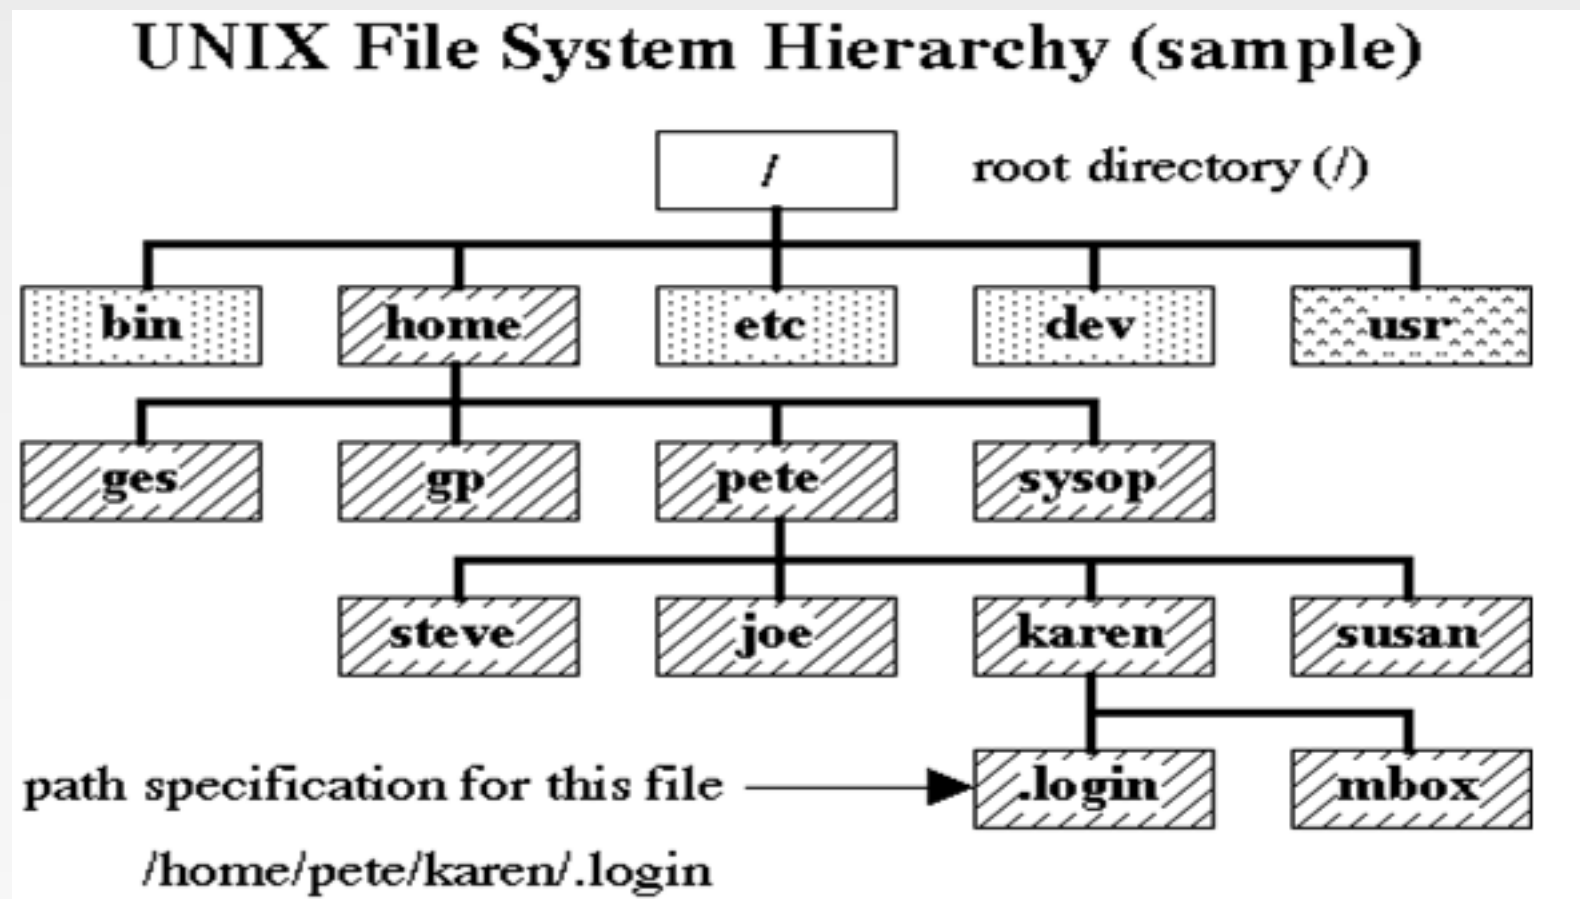 UNIX File System Hierarchy (sample)
/ root directory (/)
bin home etc dev usr
ges gp pete sysop
steve joe karen susan
path specification for this file .login mbox
/home/pete/karen/.login